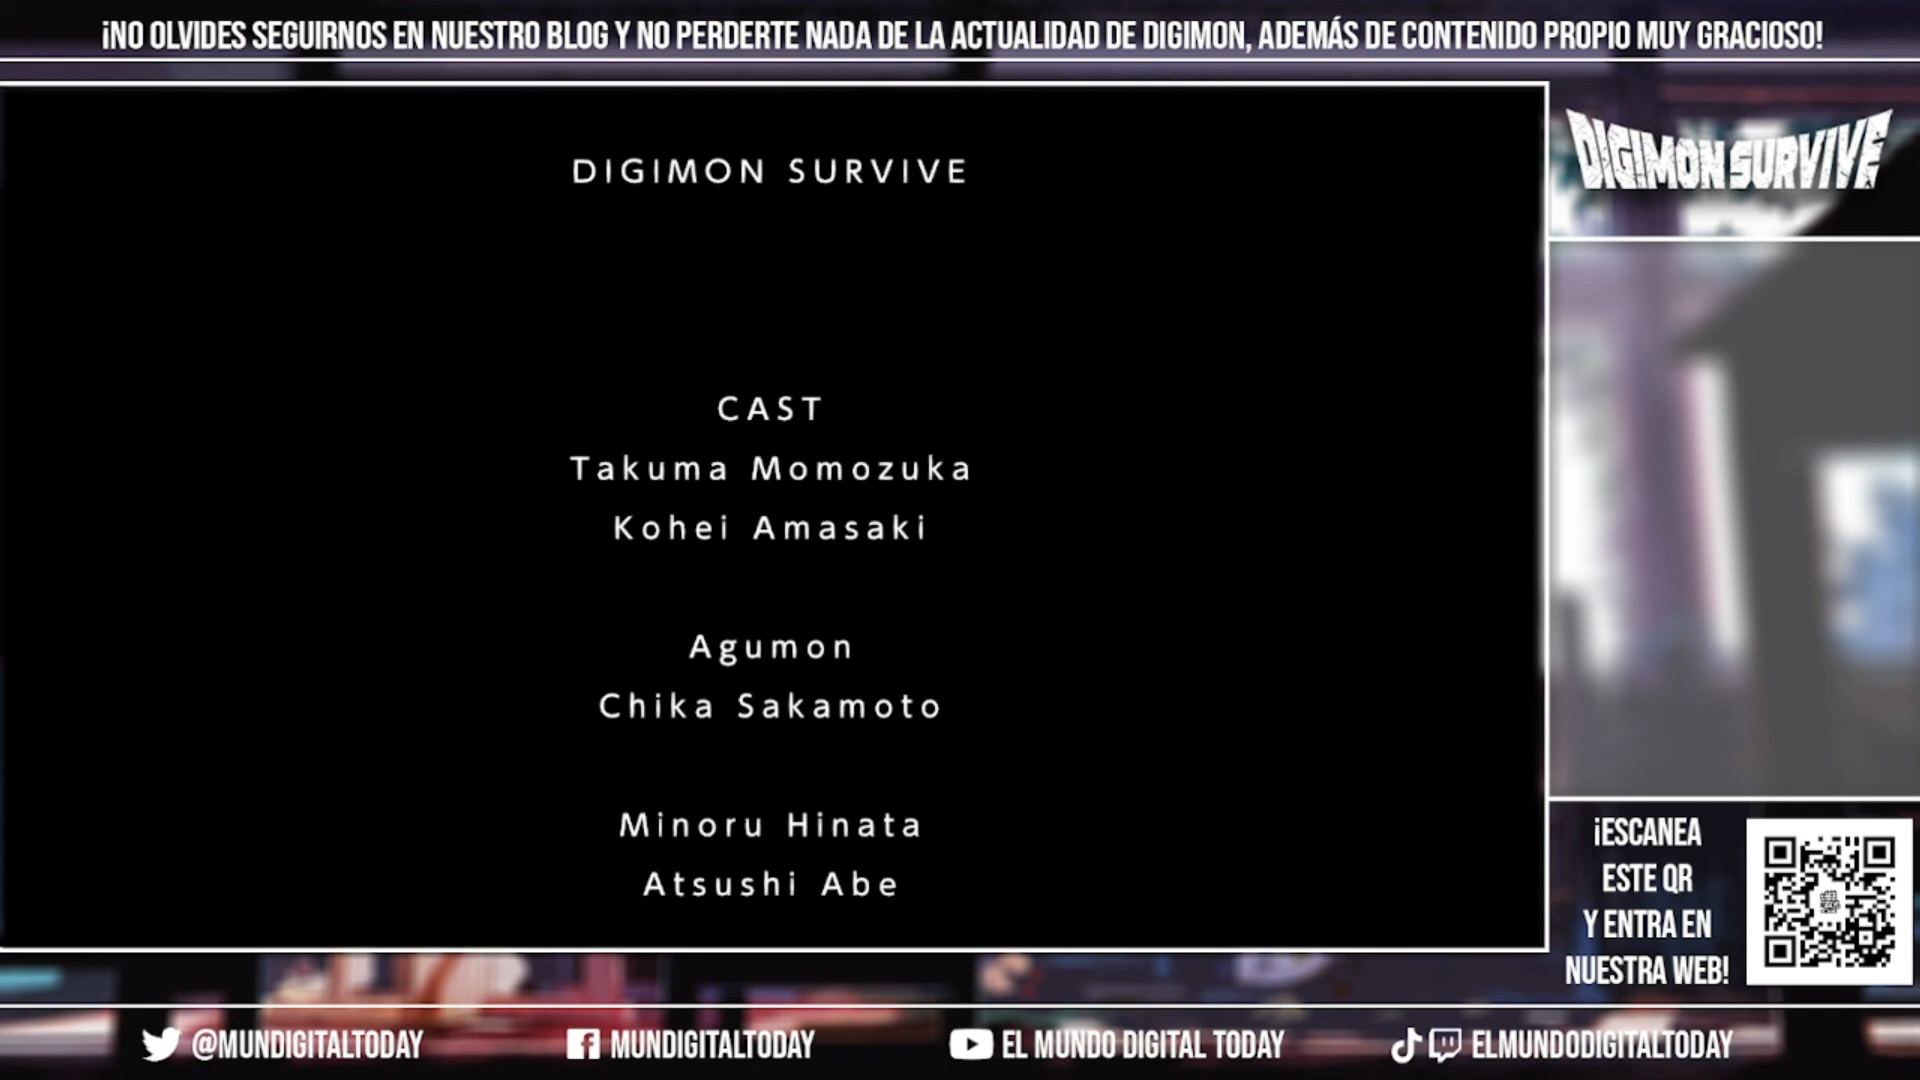 ¡NO OLVIDES SEGUIRNOS EN NUESTRO BLOG Y NO PERDERTE NADA DE LA ACTUALIDAD DE DIGIMON, ADEMÁS DE CONTENIDO PROPIO MUY GRACIOSO!
DIGIMON SURVIVE
DIGIMON SURVIVE
CAST
Takuma Momozuka
Kohei Amasaki
Agumon
Chika Sakamoto
Minoru Hinata
Atsushi Abe
¡ESCANEA
ESTE QR
Y ENTRA EN
NUESTRA WEB!
@MUNDIGITALTODAY
MUNDIGITALTODAY
EL MUNDO DIGITAL TODAY
ELMUNDODIGITALTODAY